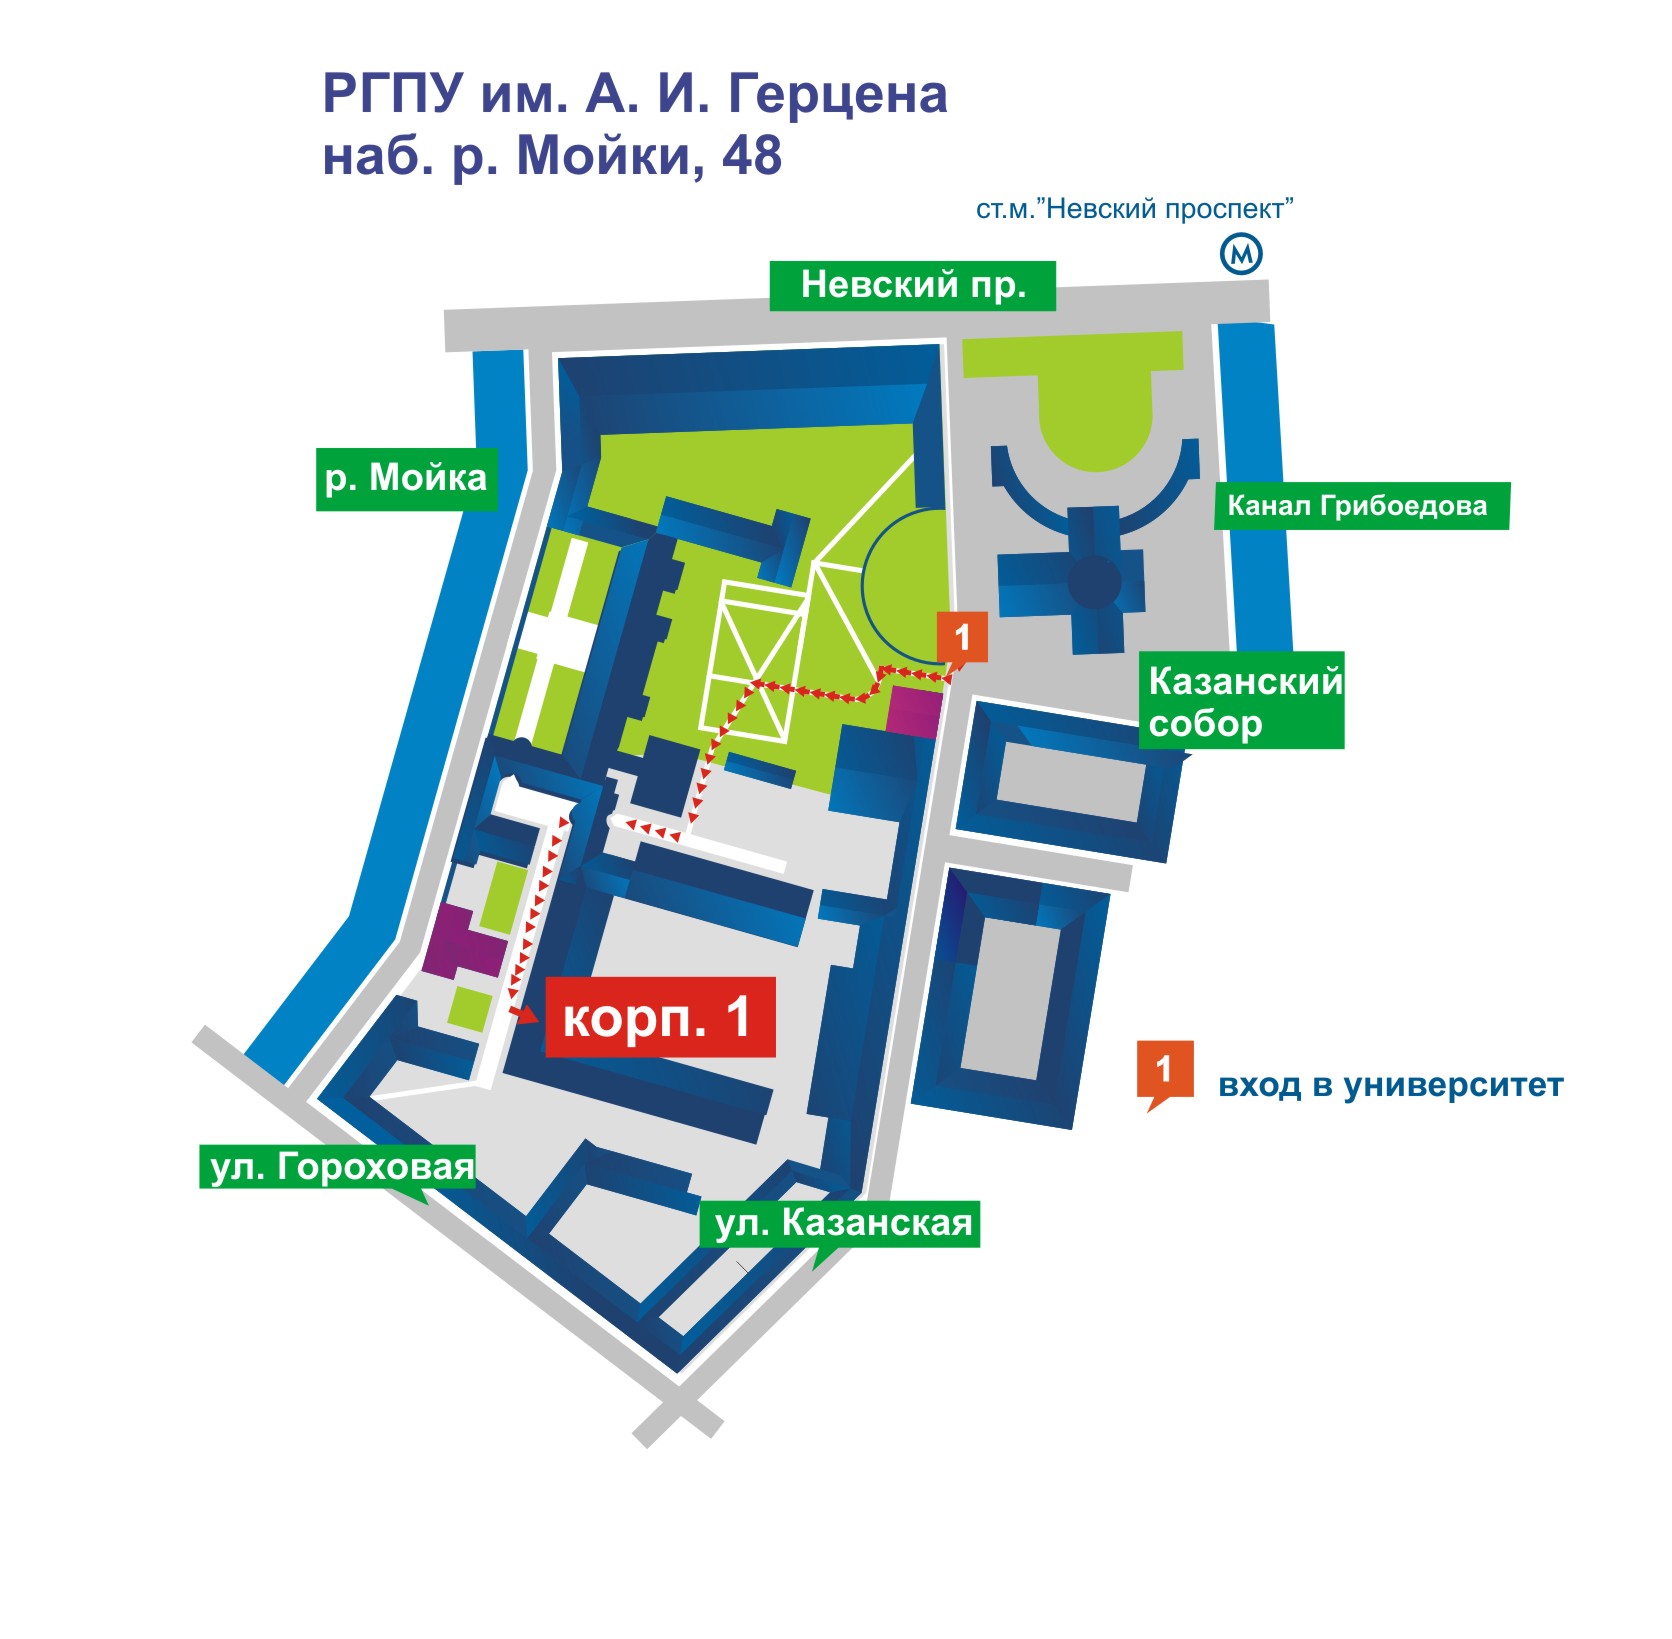 РГПУ им. А. И. Герцена
наб. р. Мойки, 48
ст.м.”Невский проспект”
М
Невский пр.
р. Мойка
Канал Грибоедова
1
Казанский
собор
корп. 1
1
вход в университет
ул. Гороховая
ул. Казанская